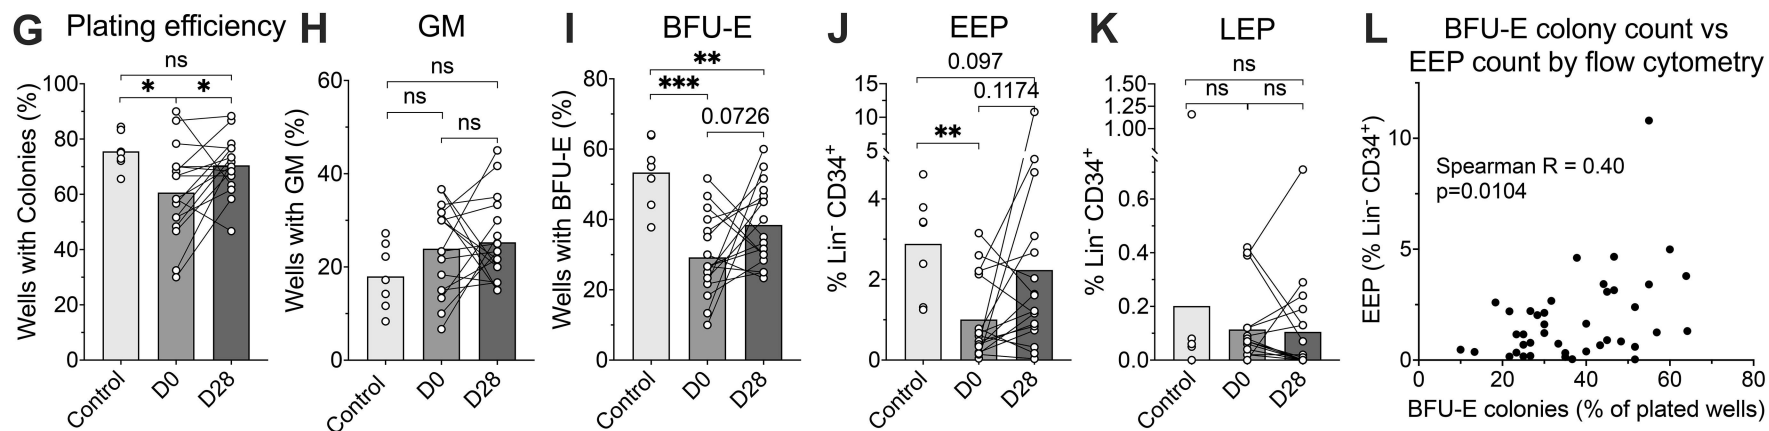 G Plating efficiency
ns
* *
Wells with Colonies (%)
100
80
60
40
20
0
Control D0 D28
H GM
ns
ns
ns
Wells with GM (%)
60
40
20
0
Control D0 D28
I BFU-E
**
***
0.0726
Wells with BFU-E (%)
80
60
40
20
0
Control D0 D28
J EEP
0.097
0.1174
**
% Lin⁻ CD34⁺
15
10
5
4
2
0
Control D0 D28
K LEP
ns
ns ns
% Lin⁻ CD34⁺
1.50
1.25
1.00
0.6
0.4
0.2
0.0
Control D0 D28
L BFU-E colony count vs
EEP count by flow cytometry
EEP (% Lin⁻ CD34⁺)
10
5
0
Spearman R = 0.40
p=0.0104
0 20 40 60 80
BFU-E colonies (% of plated wells)